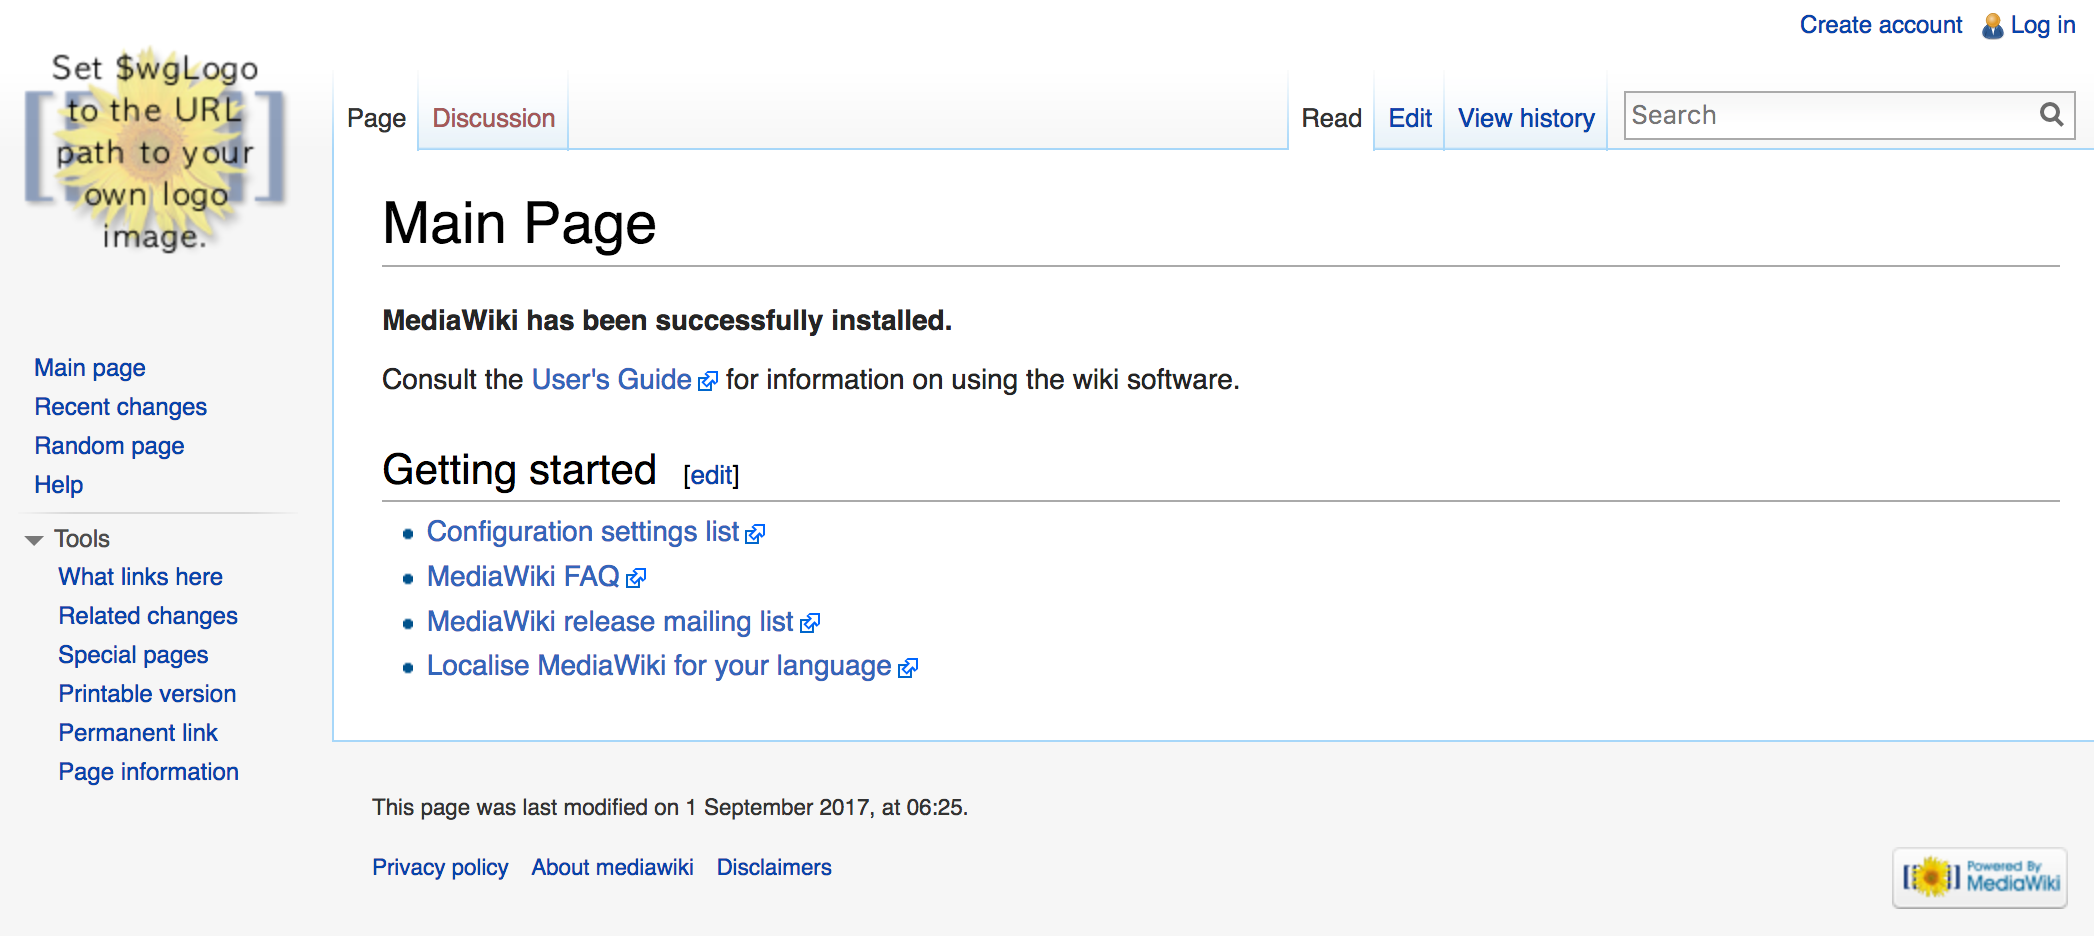 Create account Log in
Set $wgLogo
to the URL
path to your
own logo
image.
Page Discussion Read Edit View history Search
Main Page
MediaWiki has been successfully installed.
Consult the User's Guide for information on using the wiki software.
Getting started [edit]
Configuration settings list
MediaWiki FAQ
MediaWiki release mailing list
Localise MediaWiki for your language
Main page
Recent changes
Random page
Help
Tools
What links here
Related changes
Special pages
Printable version
Permanent link
Page information
This page was last modified on 1 September 2017, at 06:25.
Privacy policy About mediawiki Disclaimers
Powered By
MediaWiki